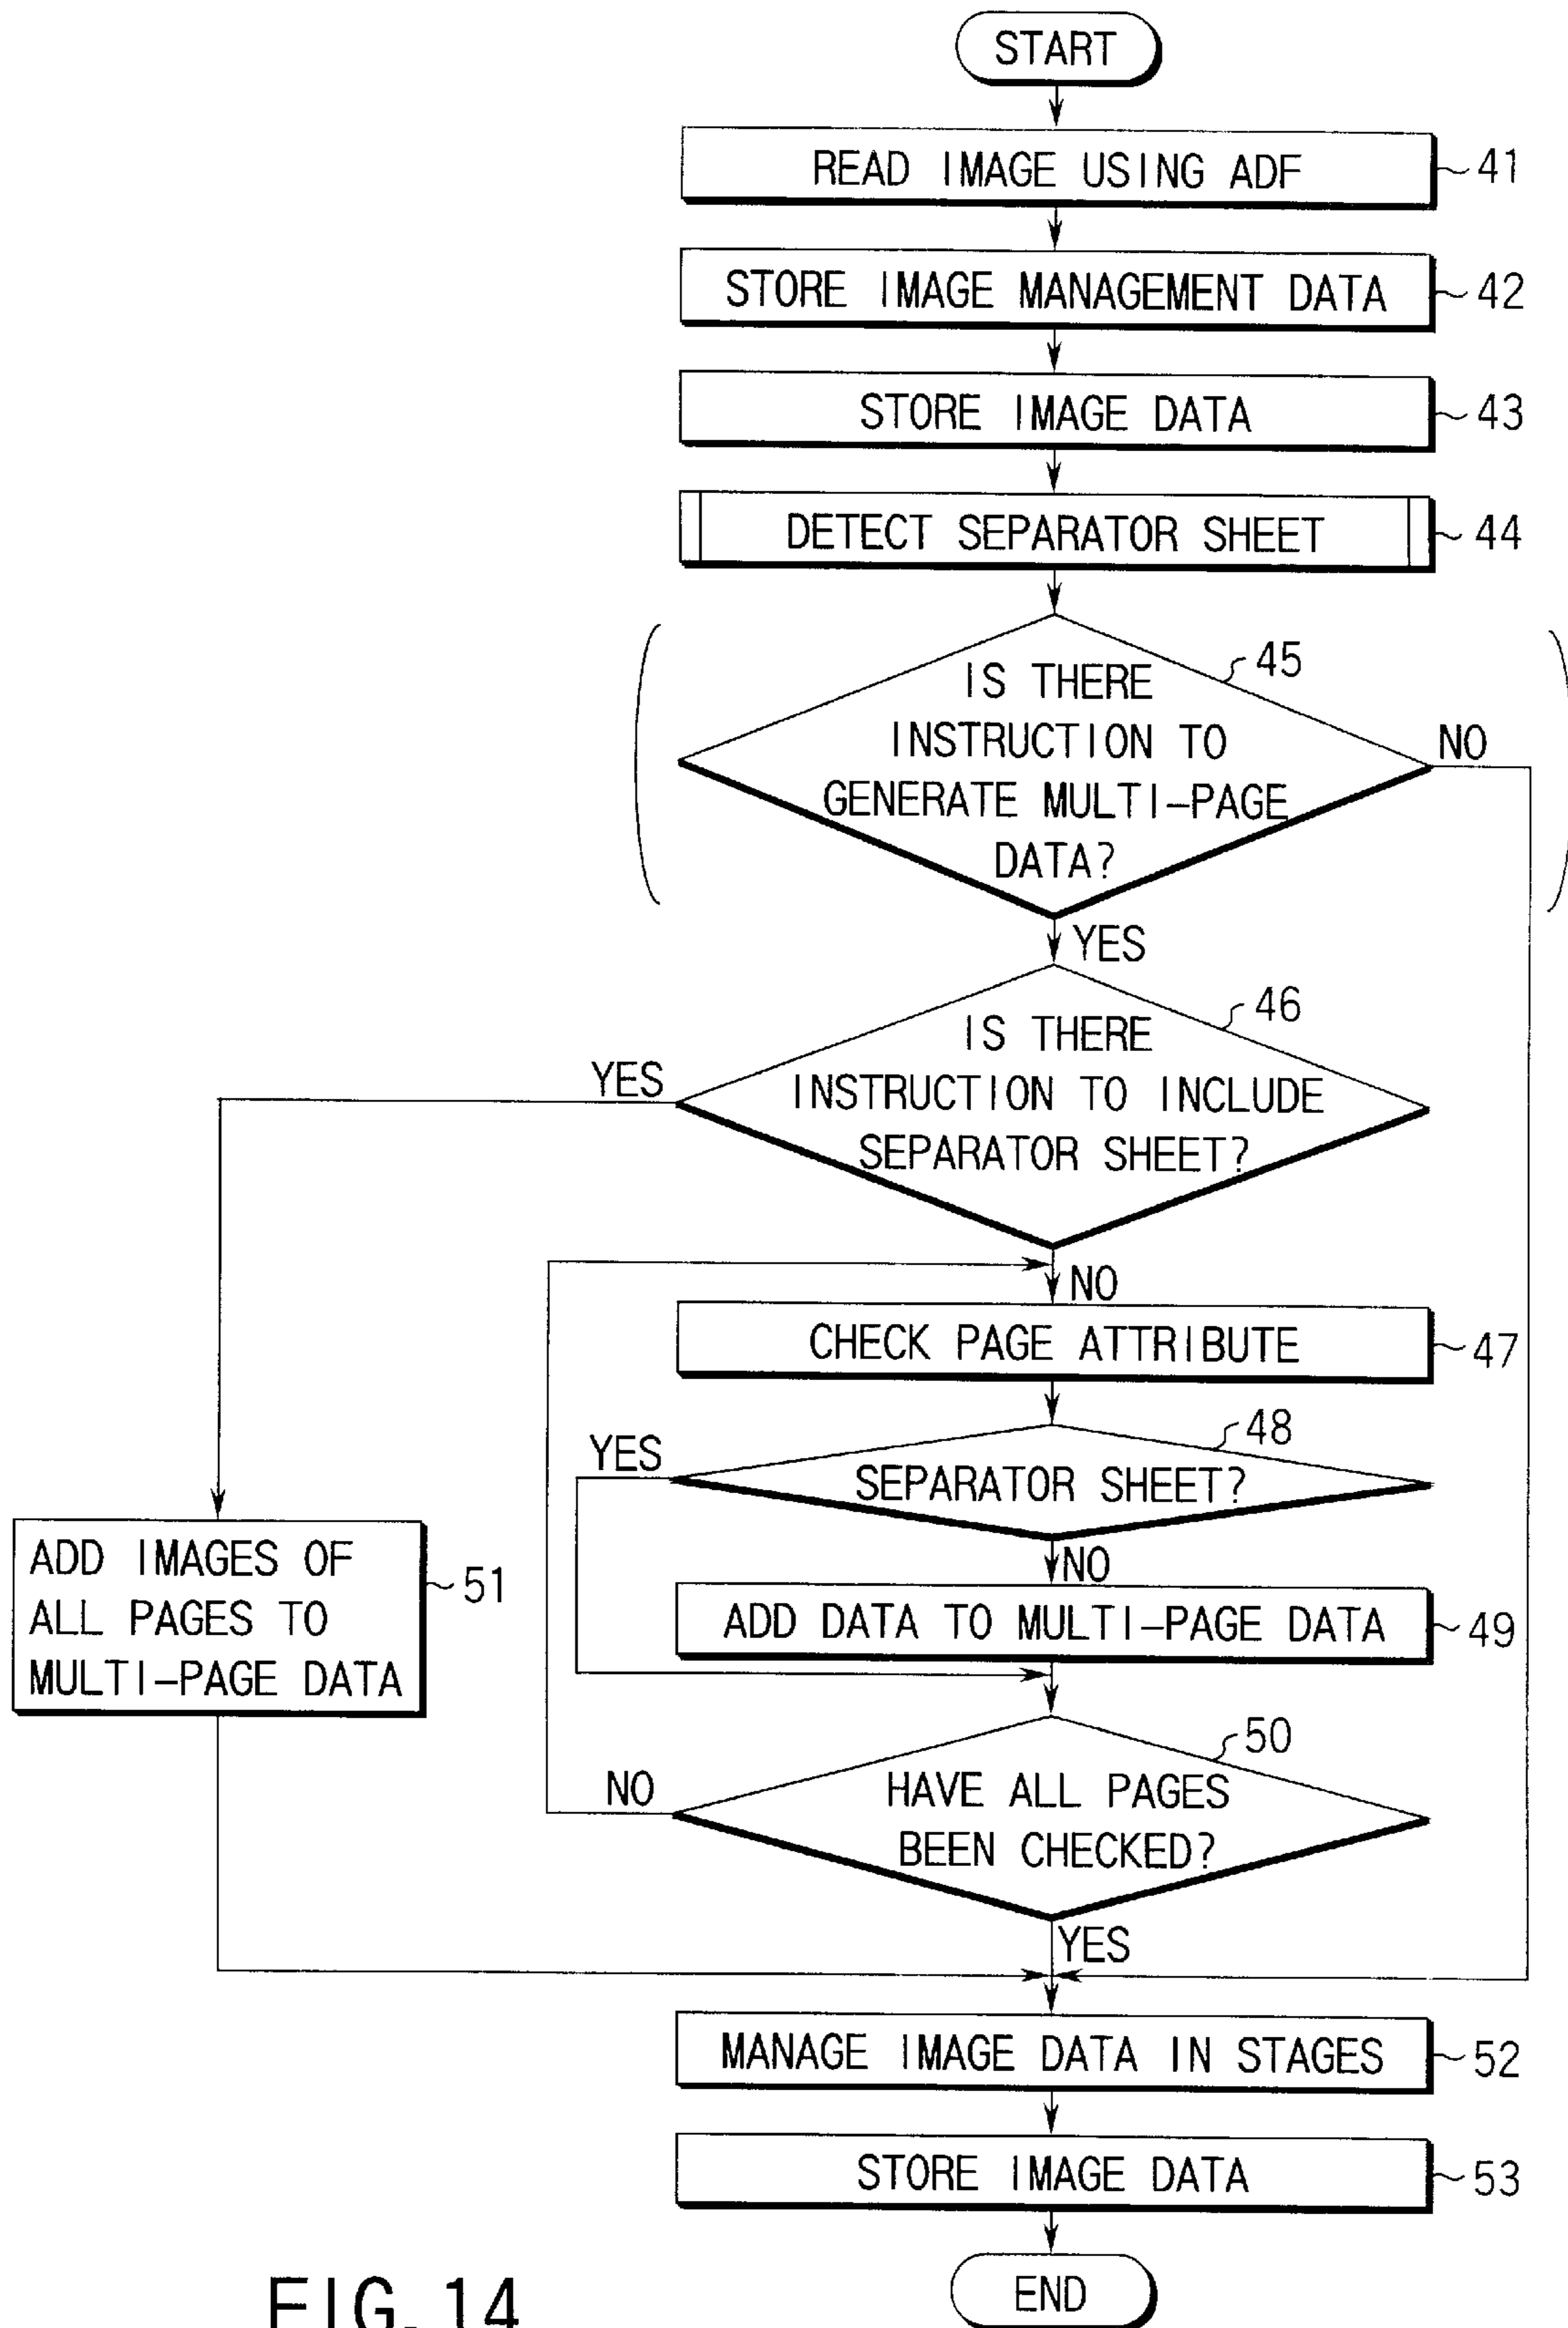 START
READ IMAGE USING ADF
41
STORE IMAGE MANAGEMENT DATA
42
STORE IMAGE DATA
43
DETECT SEPARATOR SHEET
44
45
IS THERE
INSTRUCTION TO
GENERATE MULTI-PAGE
DATA?
NO
YES
46
IS THERE
INSTRUCTION TO INCLUDE
SEPARATOR SHEET?
YES
NO
CHECK PAGE ATTRIBUTE
47
48
SEPARATOR SHEET?
YES
NO
ADD DATA TO MULTI-PAGE DATA
49
ADD IMAGES OF
ALL PAGES TO
MULTI-PAGE DATA
51
50
HAVE ALL PAGES
BEEN CHECKED?
NO
YES
MANAGE IMAGE DATA IN STAGES
52
STORE IMAGE DATA
53
END
FIG. 14